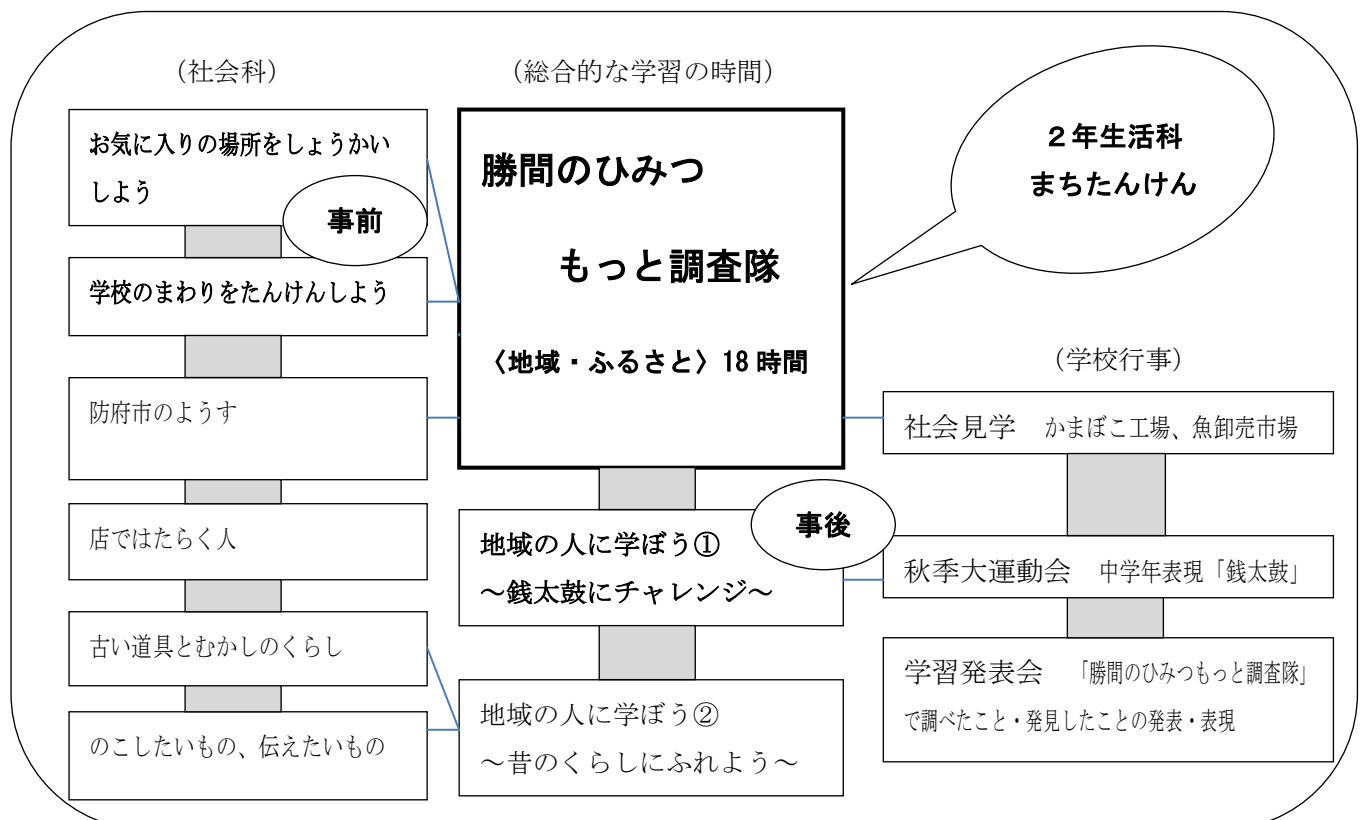 （社会科）
お気に入りの場所をしょうかい
しよう
事前
学校のまわりをたんけんしよう
防府市のようす
店ではたらく人
古い道具とむかしのくらし
のこしたいもの、伝えたいもの
（総合的な学習の時間）
勝間のひみつ
もっと調査隊
〈地域・ふるさと〉18時間
地域の人に学ぼう①
～銭太鼓にチャレンジ～
事後
地域の人に学ぼう②
～昔のくらしにふれよう～
２年生活科
まちたんけん
（学校行事）
社会見学　かまぼこ工場、魚卸売市場
秋季大運動会　中学年表現「銭太鼓」
学習発表会　「勝間のひみつもっと調査隊」
で調べたこと・発見したことの発表・表現